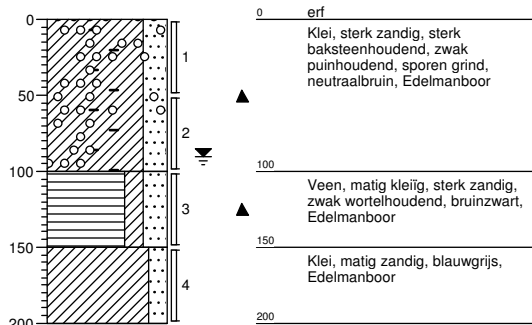 0
50
100
150
200
1
2
3
4
0 erf
Klei, sterk zandig, sterk
baksteenhoudend, zwak
puinhoudend, sporen grind,
neutraalbruin, Edelmanboor
100
Veen, matig kleiïg, sterk zandig,
zwak wortelhoudend, bruinzwart,
Edelmanboor
150
Klei, matig zandig, blauwgrijs,
Edelmanboor
200